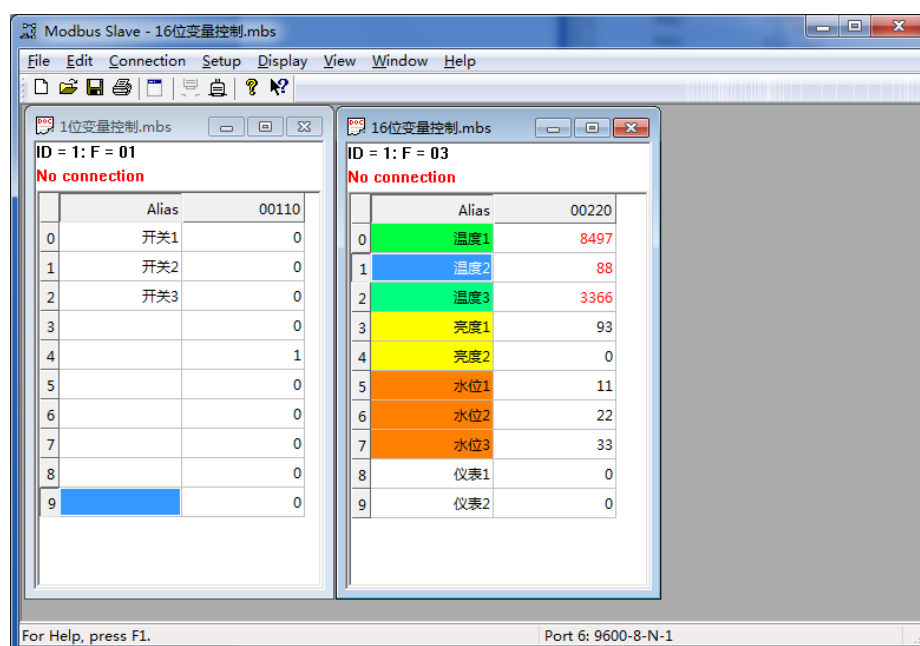 Modbus Slave - 16位变量控制.mbs
File Edit Connection Setup Display View Window Help
1位变量控制.mbs
ID = 1: F = 01
No connection
Alias 00110
0 开关1 0
1 开关2 0
2 开关3 0
3 0
4 1
5 0
6 0
7 0
8 0
9 0
16位变量控制.mbs
ID = 1: F = 03
No connection
Alias 00220
0 温度1 8497
1 温度2 88
2 温度3 3366
3 亮度1 93
4 亮度2 0
5 水位1 11
6 水位2 22
7 水位3 33
8 仪表1 0
9 仪表2 0
For Help, press F1.
Port 6: 9600-8-N-1